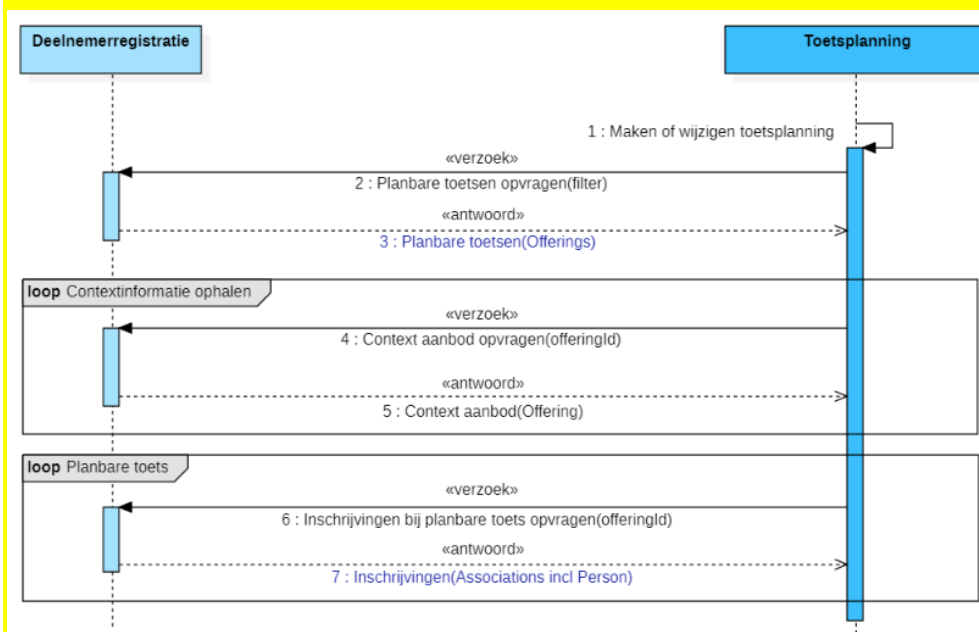 Deelnemerregistratie
Toetsplanning
1 : Maken of wijzigen toetsplanning
«verzoek»
2 : Planbare toetsen opvragen(filter)
«antwoord»
3 : Planbare toetsen(Offerings)
loop Contextinformatie ophalen
«verzoek»
4 : Context aanbod opvragen(offeringId)
«antwoord»
5 : Context aanbod(Offering)
loop Planbare toets
«verzoek»
6 : Inschrijvingen bij planbare toets opvragen(offeringId)
«antwoord»
7 : Inschrijvingen(Associations incl Person)